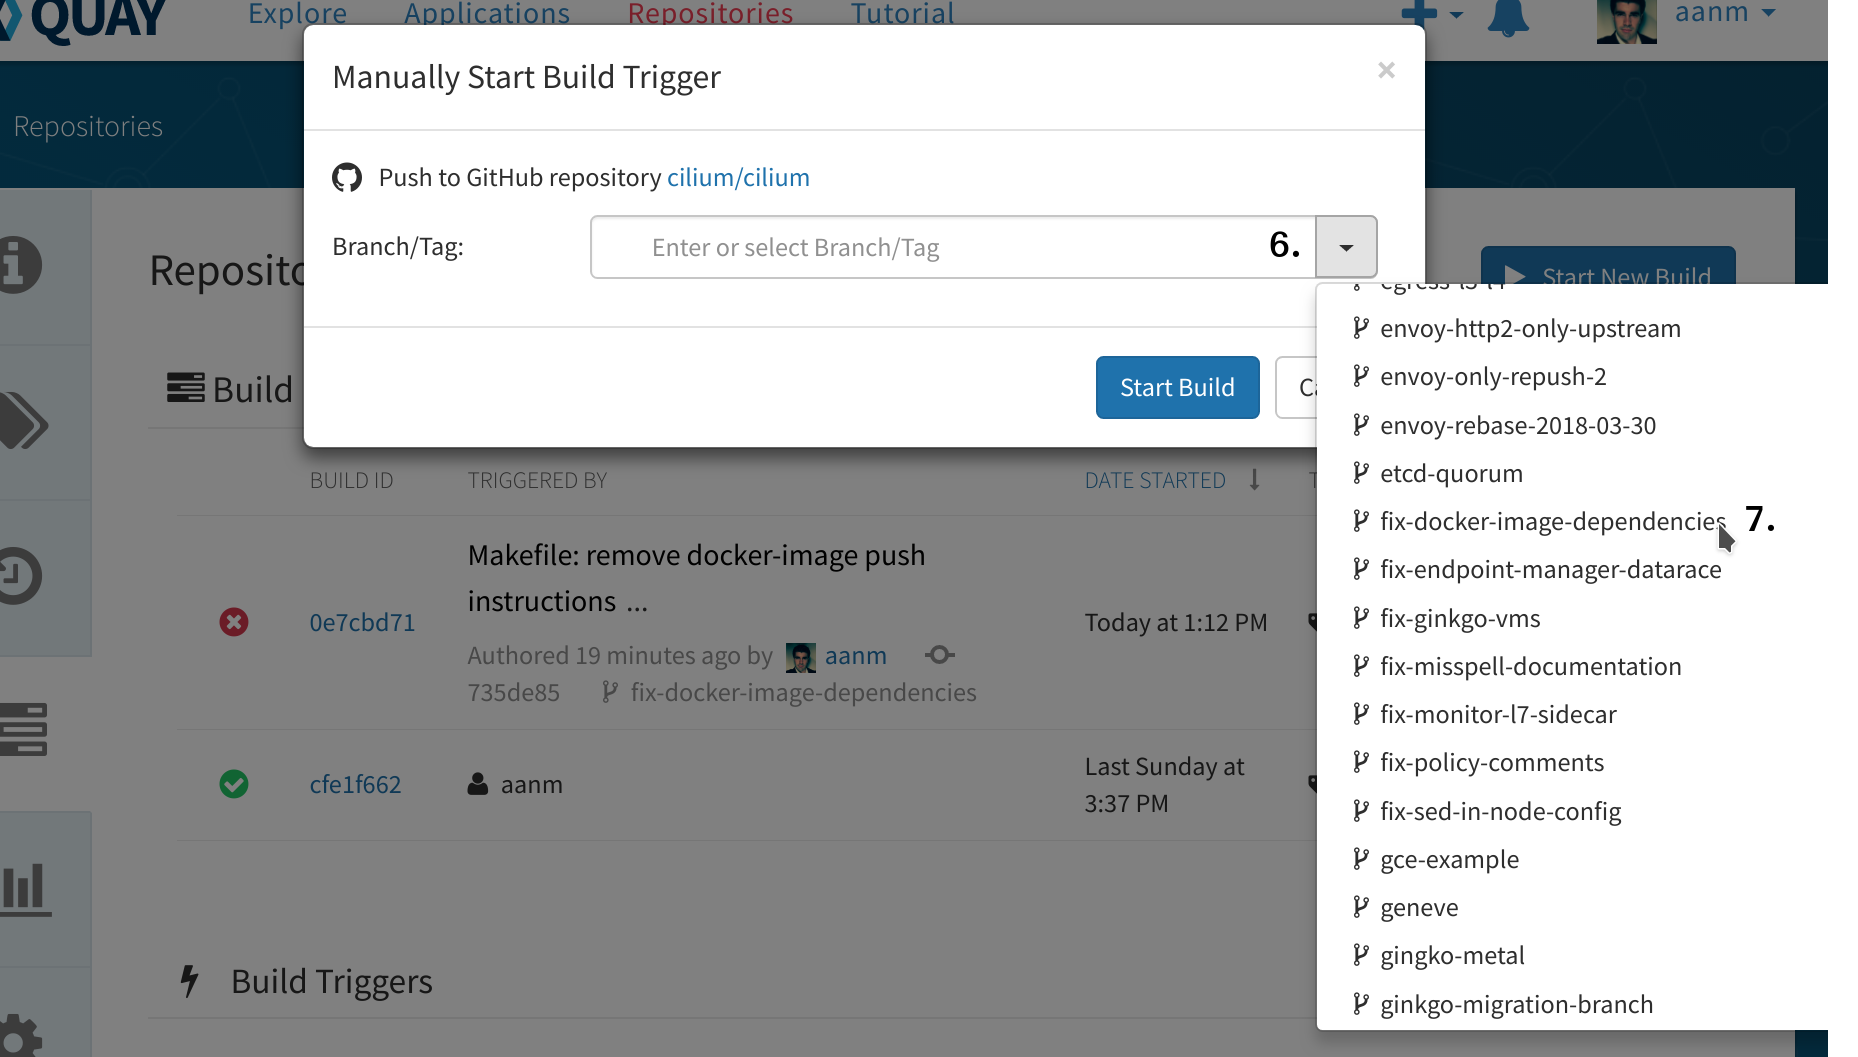 QUAY Explore Applications Repositories Tutorial aanm
Manually Start Build Trigger ×
Repositories
Push to GitHub repository cilium/cilium
Branch/Tag: Enter or select Branch/Tag 6.
Start New Build
egress-l3-l4
envoy-http2-only-upstream
envoy-only-repush-2
envoy-rebase-2018-03-30
etcd-quorum
fix-docker-image-dependencies 7.
fix-endpoint-manager-datarace
fix-ginkgo-vms
fix-misspell-documentation
fix-monitor-l7-sidecar
fix-policy-comments
fix-sed-in-node-config
gce-example
geneve
gingko-metal
ginkgo-migration-branch
Start Build
Build
BUILD ID TRIGGERED BY DATE STARTED
Makefile: remove docker-image push
instructions ...
0e7cbd71 Today at 1:12 PM
Authored 19 minutes ago by aanm
735de85 fix-docker-image-dependencies
cfe1f662 aanm Last Sunday at
3:37 PM
Build Triggers